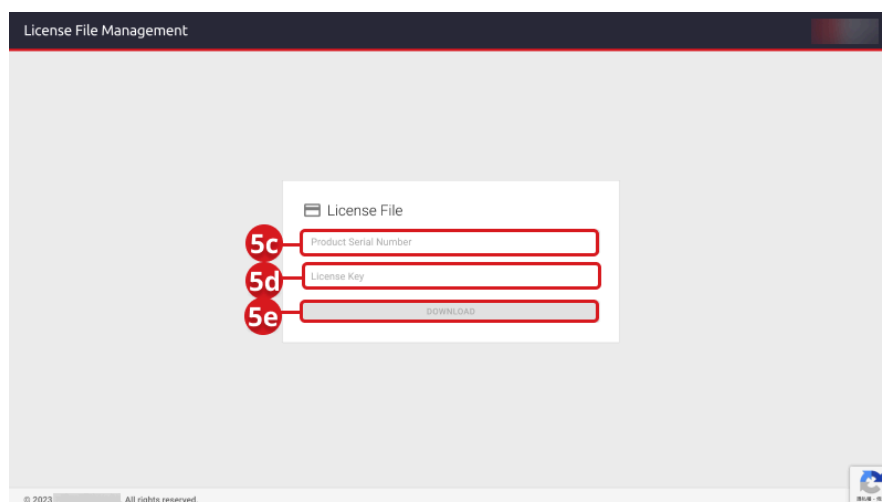 License File Management
License File
5c
Product Serial Number
5d
License Key
5e
DOWNLOAD
© 2023 All rights reserved.